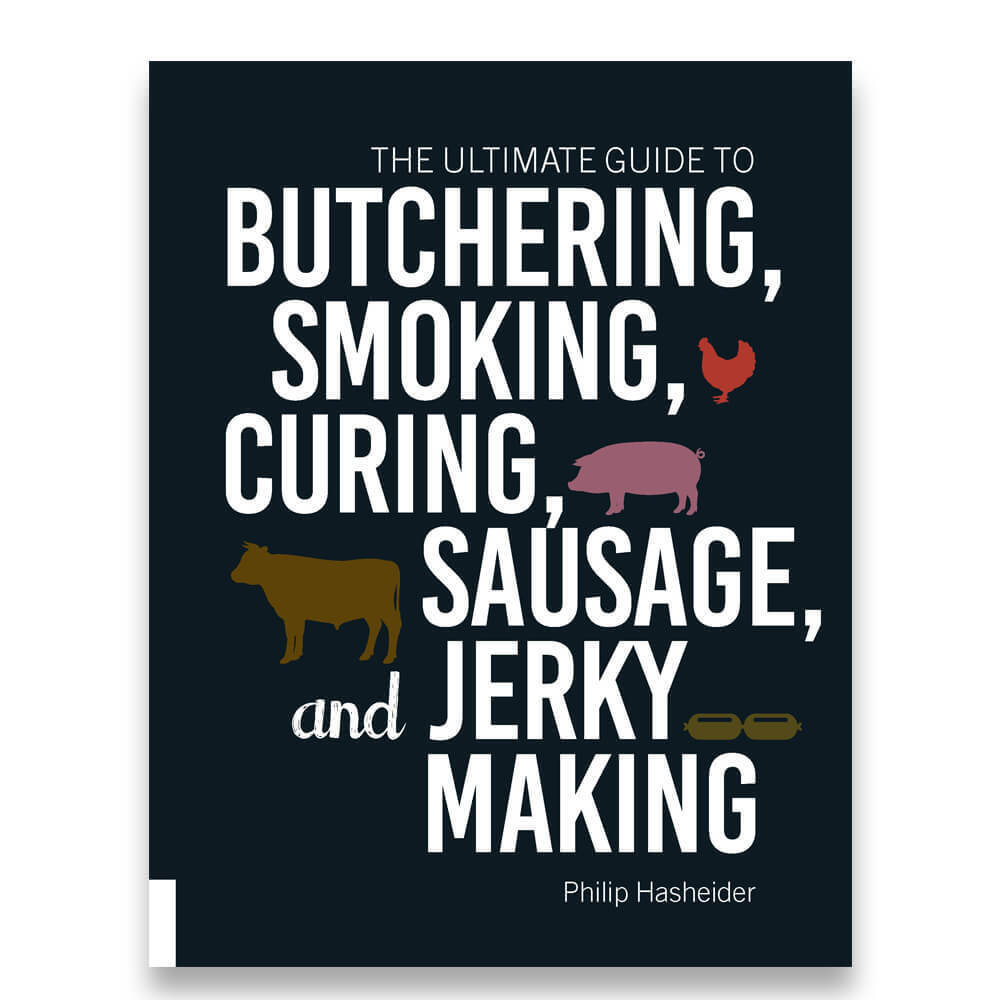 THE ULTIMATE GUIDE TO
BUTCHERING,
SMOKING,
CURING,
SAUSAGE,
and JERKY
MAKING
Philip Hasheider